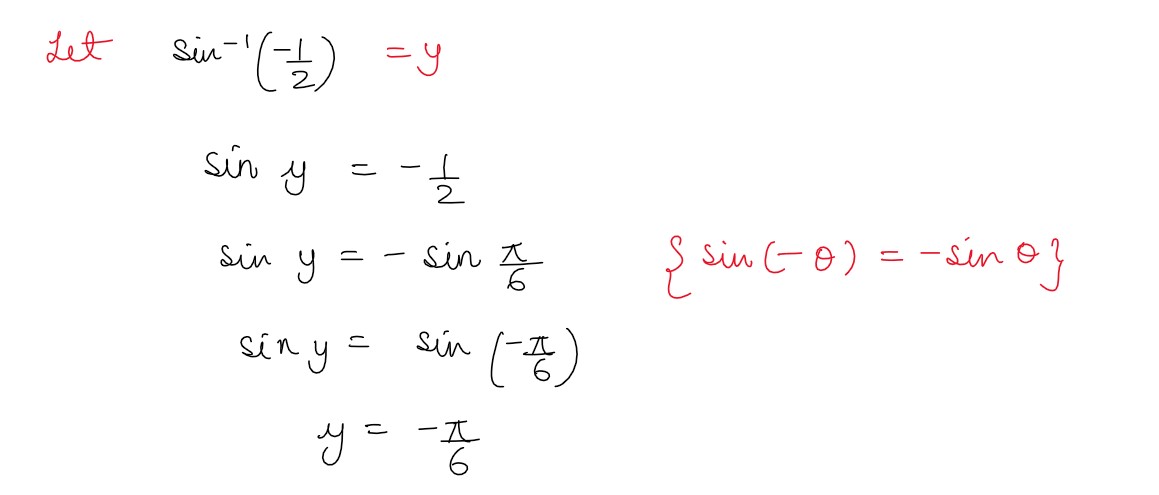 Let sin⁻¹(-1/2) = y
sin y = -1/2
sin y = - sin π/6 { sin(-θ) = -sin θ}
sin y = sin (-π/6)
y = -π/6